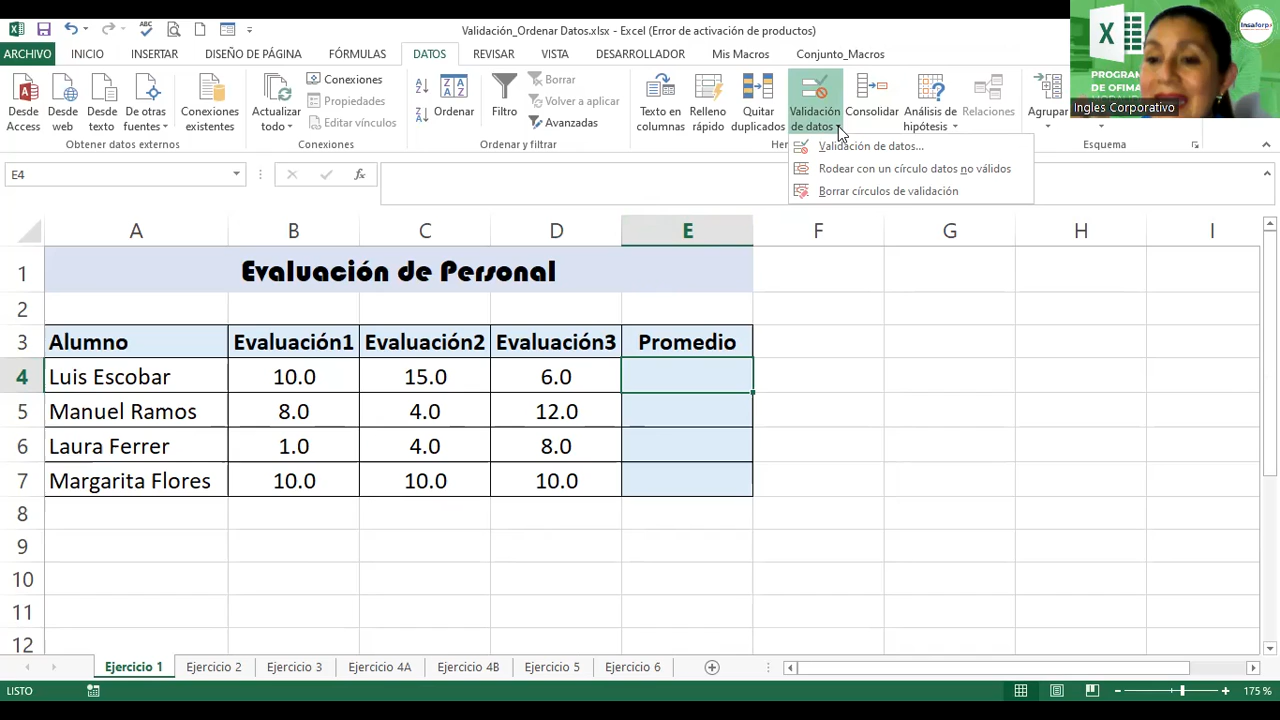 Validación_Ordenar Datos.xlsx - Excel (Error de activación de productos)
ARCHIVO INICIO INSERTAR DISEÑO DE PÁGINA FÓRMULAS DATOS REVISAR VISTA DESARROLLADOR Mis Macros Conjunto_Macros
Desde Access
Desde web
Desde texto
De otras fuentes
Conexiones existentes
Obtener datos externos
Actualizar todo
Conexiones
Propiedades
Editar vínculos
Conexiones
Ordenar
Filtro
Borrar
Volver a aplicar
Avanzadas
Ordenar y filtrar
Texto en columnas
Relleno rápido
Quitar duplicados
Validación de datos
Consolidar
Análisis de hipótesis
Relaciones
Her
Agrupar
Esquema
Validación de datos...
Rodear con un círculo datos no válidos
Borrar círculos de validación
X
PROGRAM
DE OFIMA
Insaforp
Ingles Corporativo
E4
fx
A B C D E F G H I
1 Evaluación de Personal
2
3 Alumno Evaluación1 Evaluación2 Evaluación3 Promedio
4 Luis Escobar 10.0 15.0 6.0
5 Manuel Ramos 8.0 4.0 12.0
6 Laura Ferrer 1.0 4.0 8.0
7 Margarita Flores 10.0 10.0 10.0
8
9
10
11
12
Ejercicio 1 Ejercicio 2 Ejercicio 3 Ejercicio 4A Ejercicio 4B Ejercicio 5 Ejercicio 6
LISTO
175 %